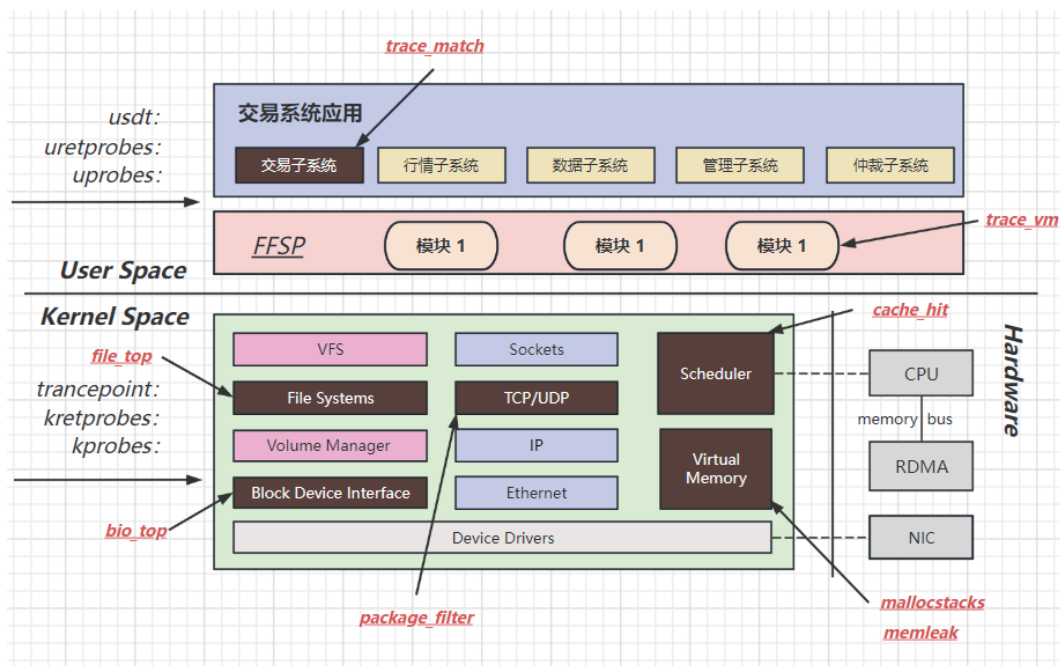 trace_match
交易系统应用
usdt:
uretprobes:
uprobes:
交易子系统
行情子系统
数据子系统
管理子系统
仲裁子系统
FFSP
模块 1
模块 1
模块 1
trace_vm
User Space
Kernel Space
cache_hit
Hardware
file_top
trancepoint:
kretprobes:
kprobes:
bio_top
VFS
Sockets
Scheduler
File Systems
TCP/UDP
Volume Manager
IP
Virtual
Memory
Block Device Interface
Ethernet
Device Drivers
CPU
memory bus
RDMA
NIC
package_filter
mallocstacks
memleak